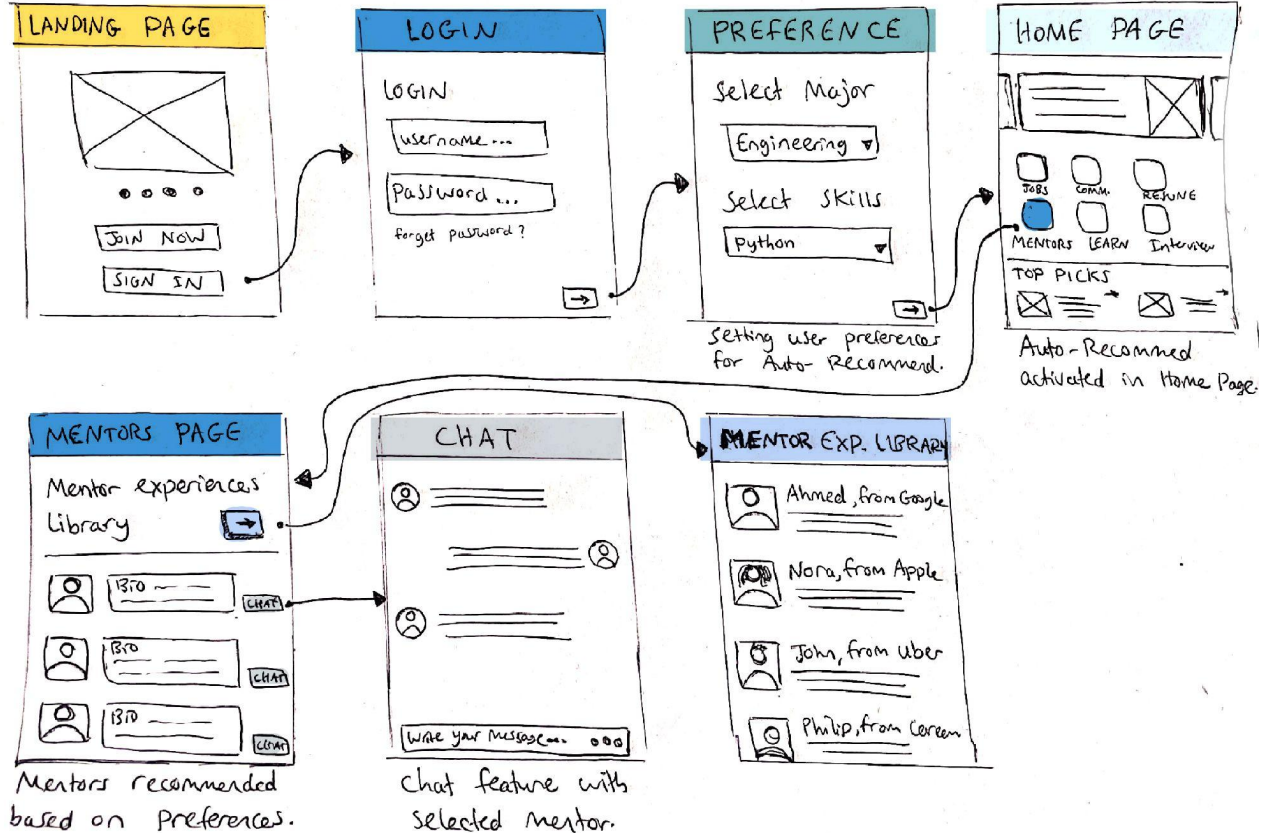 LANDING PAGE
JOIN NOW
SIGN IN
LOGIN
LOGIN
username...
Password...
forget password?
PREFERENCE
Select Major
Engineering
Select Skills
Python
Setting user preferences
for Auto-Recommend.
HOME PAGE
JOBS COMM. RESUME
MENTORS LEARN Interview
TOP PICKS
Auto-Recommed
activated in Home Page.
MENTORS PAGE
Mentor experiences
Library
BIO
CHAT
BIO
CHAT
BIO
CHAT
Mentors recommended
based on preferences.
CHAT
Write your message...
Chat feature with
selected mentor.
MENTOR EXP. LIBRARY
Ahmed, from Google
Nora, from Apple
John, from Uber
Philip, from Careem